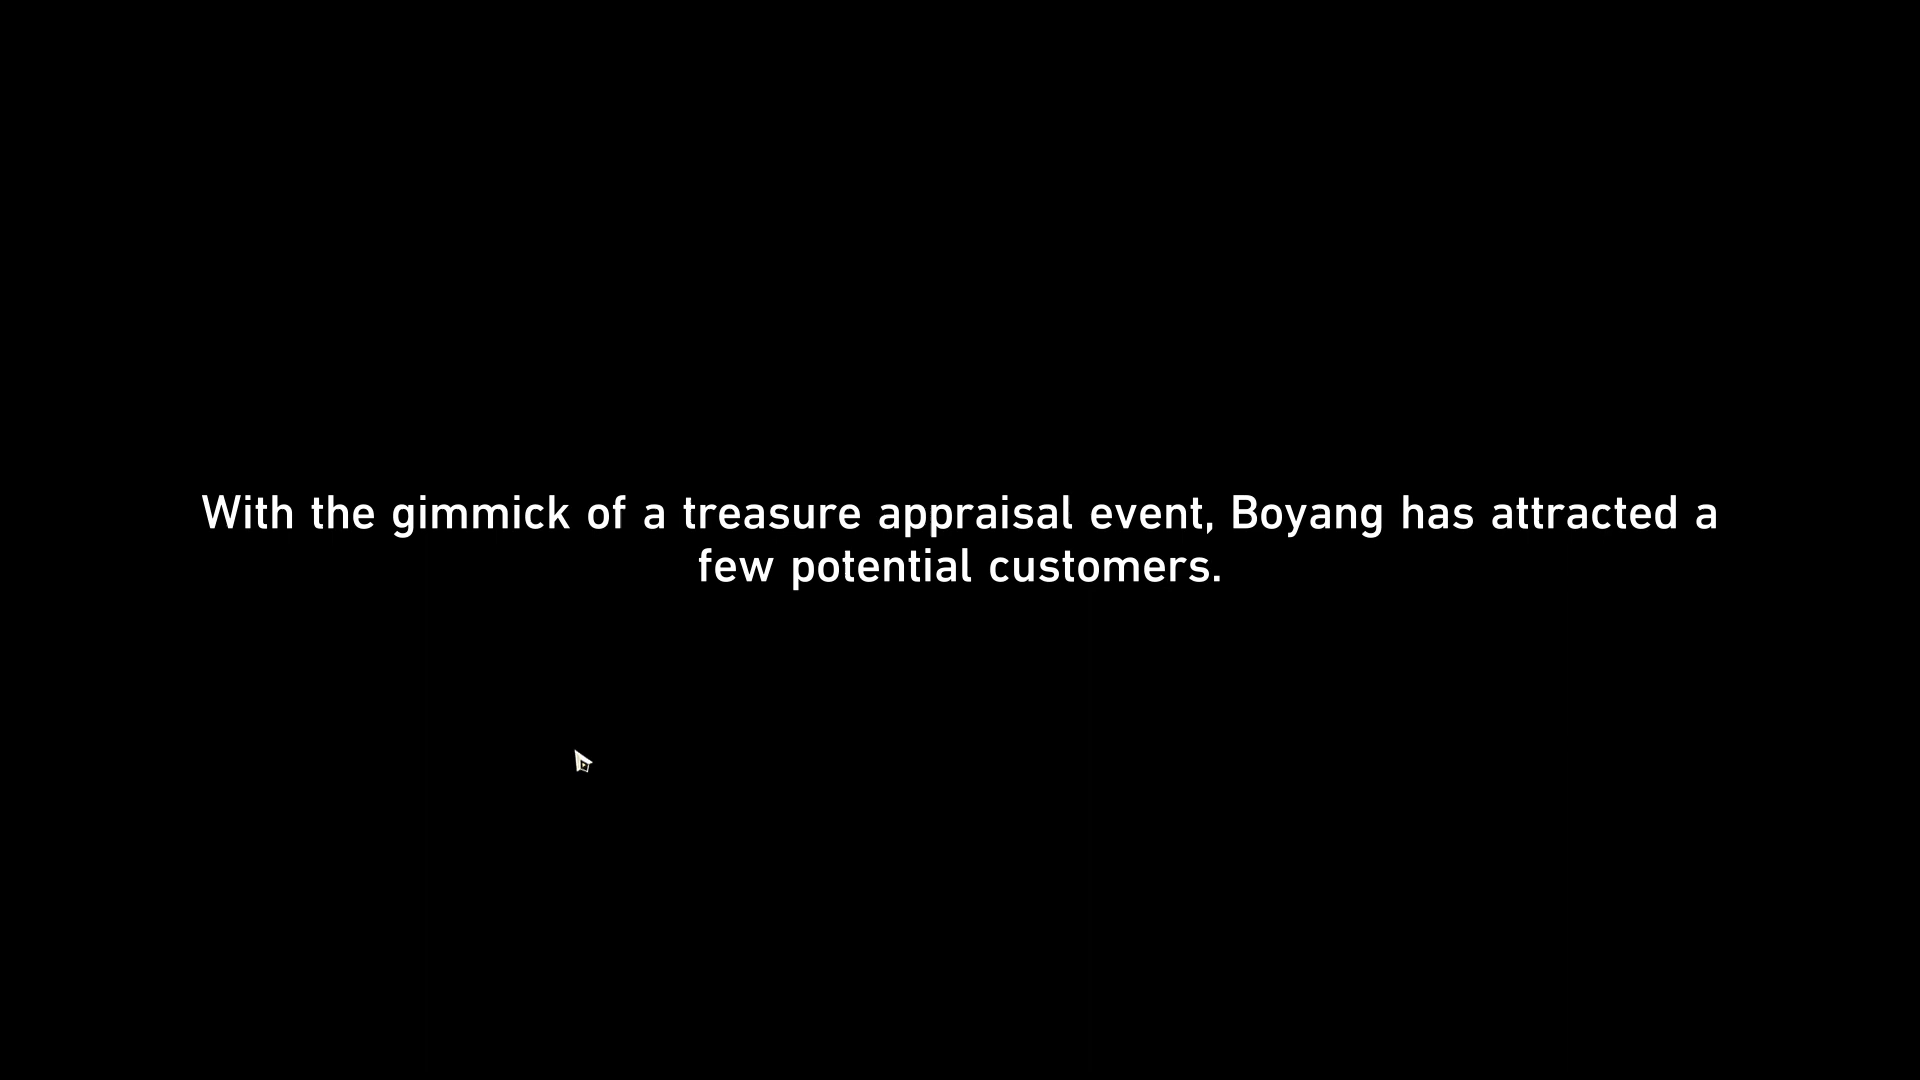 With the gimmick of a treasure appraisal event, Boyang has attracted a
few potential customers.